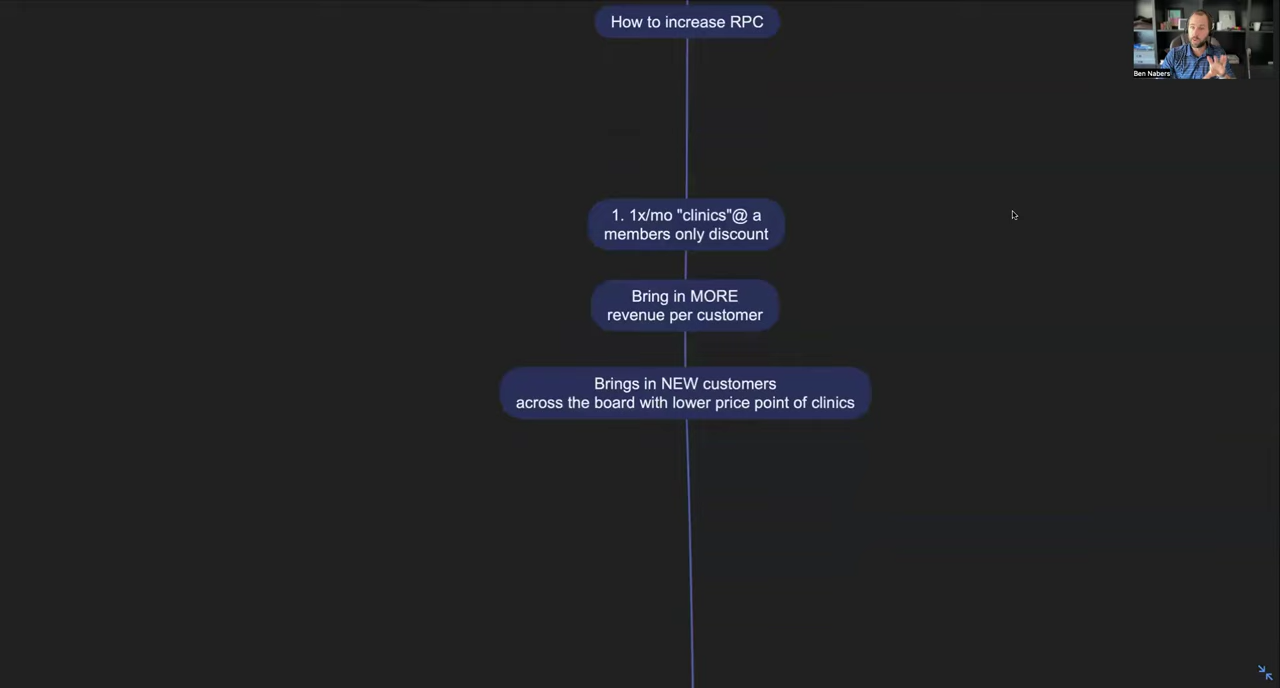 How to increase RPC
Ben Nabers
1. 1x/mo "clinics"@ a
members only discount
Bring in MORE
revenue per customer
Brings in NEW customers
across the board with lower price point of clinics